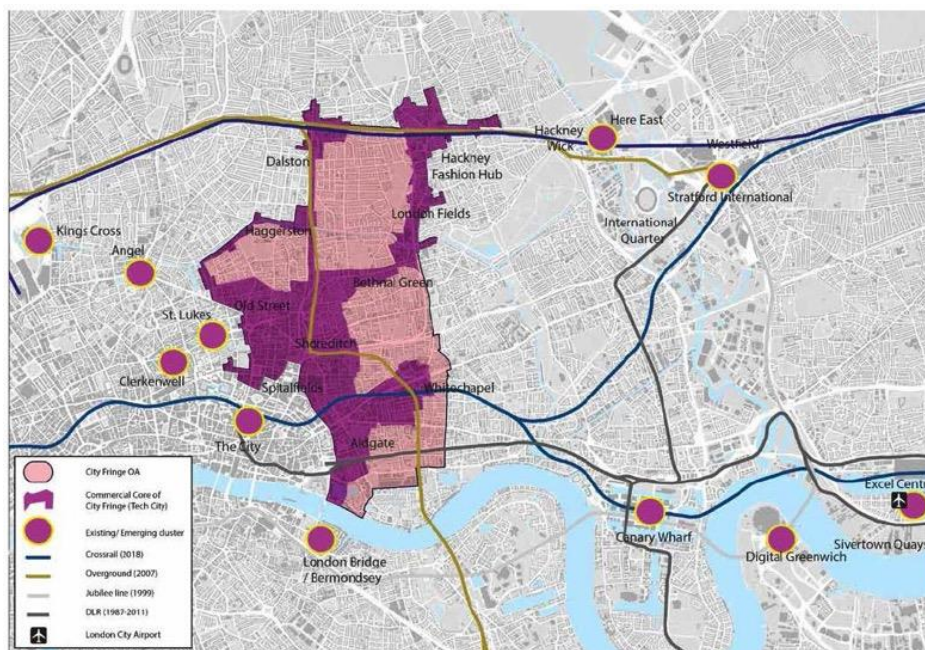 Dalston
Hackney
Wick
Here East
Hackney
Fashion Hub
Westfield
Stratford International
International
Quarter
London Fields
Haggerston
Kings Cross
Angel
Bethnal Green
Old Street
St. Lukes
Shoreditch
Clerkenwell
Spitalfields
Whitechapel
The City
Aldgate
London Bridge
/ Bermondsey
Canary Wharf
Digital Greenwich
Excel Centr
Silvertown Quays
City Fringe OA
Commercial Core of
City Fringe (Tech City)
Existing/ Emerging cluster
Crossrail (2018)
Overground (2007)
Jubilee line (1999)
DLR (1987-2011)
London City Airport